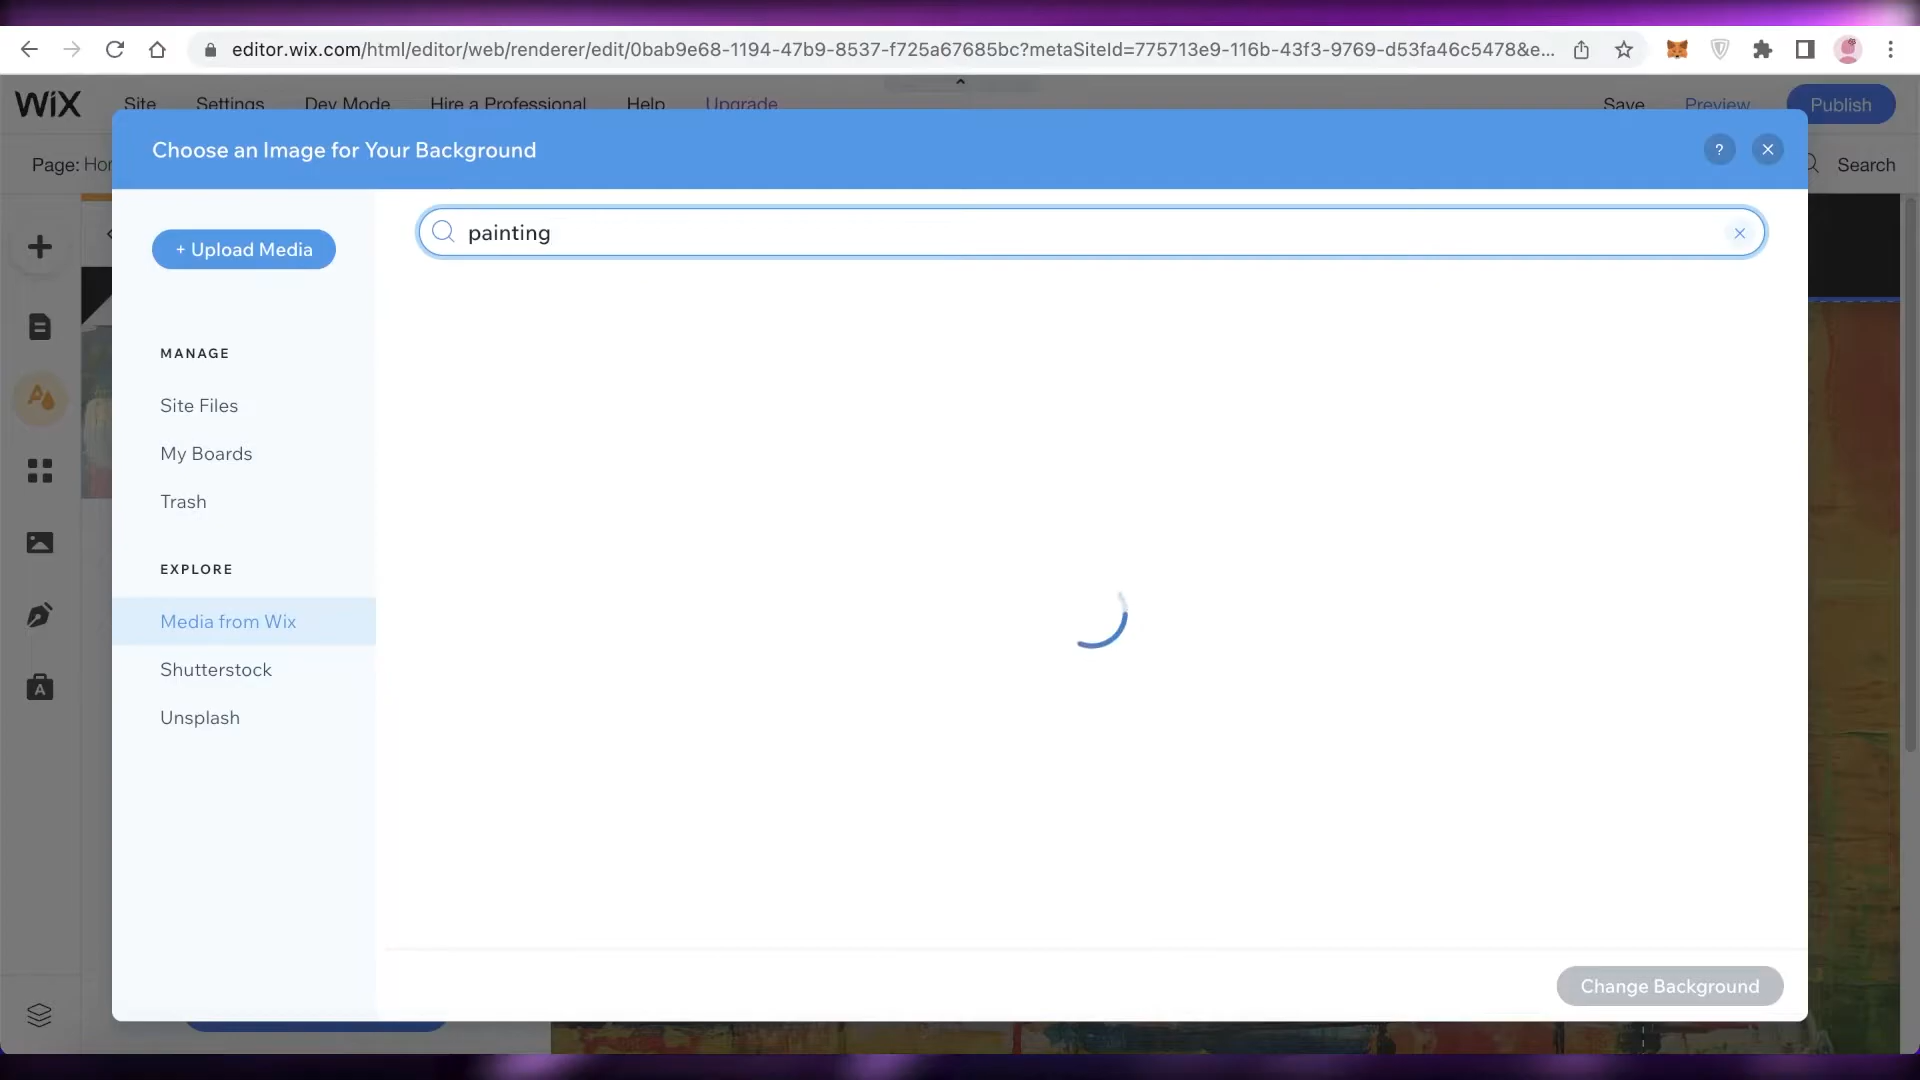 editor.wix.com/html/editor/web/renderer/edit/0bab9e68-1194-47b9-8537-f725a67685bc?metaSiteId=775713e9-116b-43f3-9769-d53fa46c5478&e...
WiX Site Settings Dev Mode Hire a Professional Help Upgrade Save Preview Publish
Page: Hom Search
Choose an Image for Your Background ?
+ Upload Media
painting
MANAGE
Site Files
My Boards
Trash
EXPLORE
Media from Wix
Shutterstock
Unsplash
Change Background